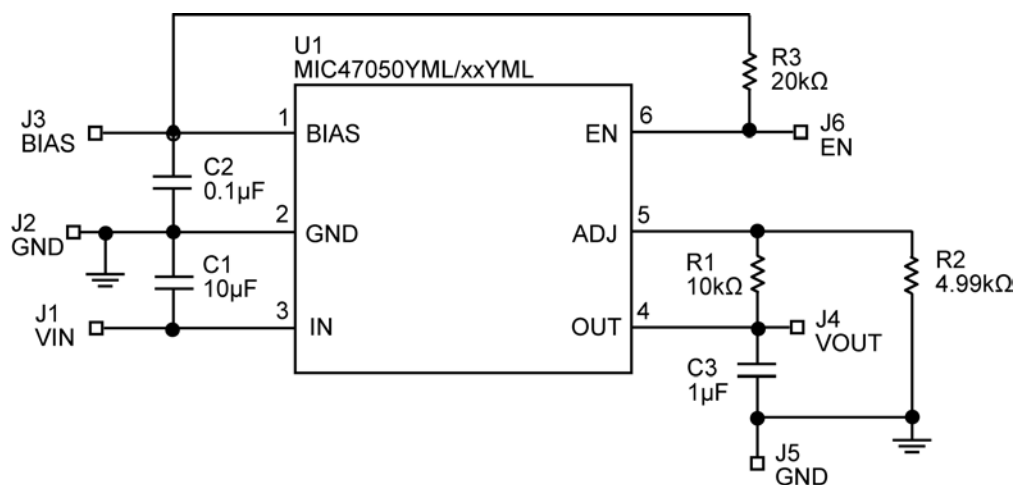 U1
MIC47050YML/xxYML
R3
20kΩ
J3
BIAS
1
BIAS
EN
6
J6
EN
C2
0.1µF
J2
GND
2
GND
ADJ
5
C1
10µF
R1
10kΩ
R2
4.99kΩ
J1
VIN
3
IN
OUT
4
J4
VOUT
C3
1µF
J5
GND